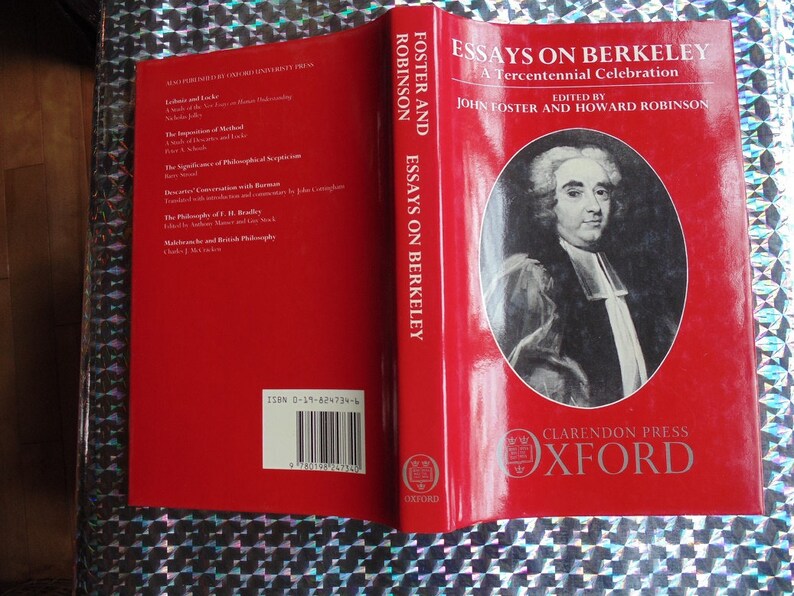 ALSO PUBLISHED BY OXFORD UNIVERISTY PRESS
Leibniz and Locke
A Study of the New Essays on Human Understanding
Nicholas Jolley
The Imposition of Method
A Study of Descartes and Locke
Peter A. Schouls
The Significance of Philosophical Scepticism
Barry Stroud
Descartes' Conversation with Burman
Translated with introduction and commentary by John Cottingham
The Philosophy of F. H. Bradley
Edited by Anthony Manser and Guy Stock
Malebranche and British Philosophy
Charles J. McCracken
ISBN 0-19-824734-6
9 780198 247340
FOSTER AND
ROBINSON
ESSAYS ON BERKELEY
OXFORD
ESSAYS ON BERKELEY
A Tercentennial Celebration
EDITED BY
JOHN FOSTER AND HOWARD ROBINSON
CLARENDON PRESS
OXFORD